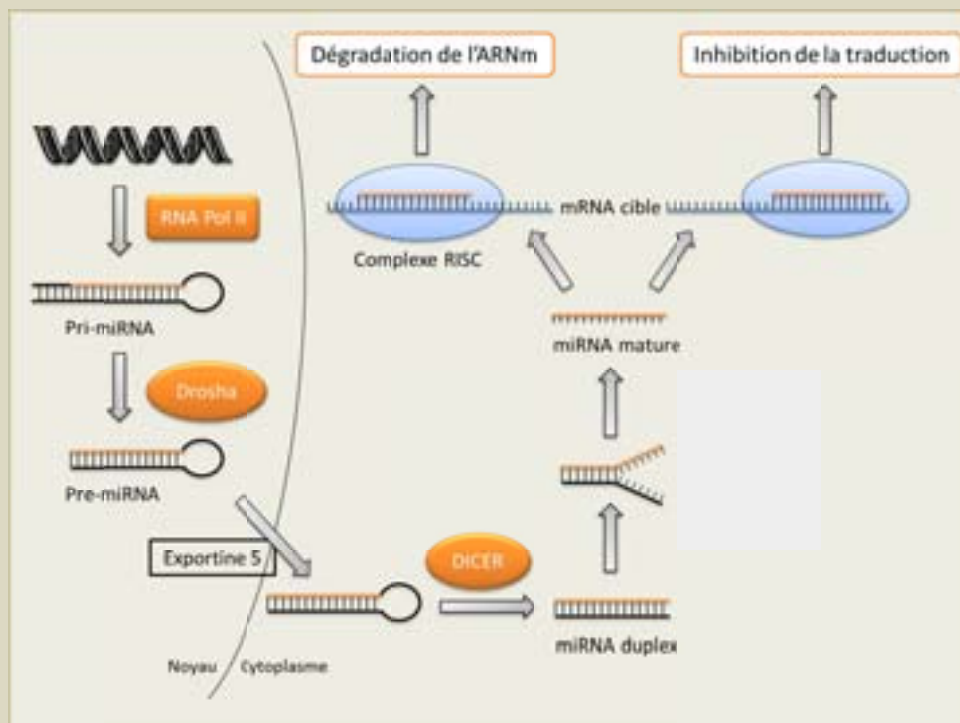 Dégradation de l'ARNm
Inhibition de la traduction
RNA Pol II
mRNA cible
Complexe RISC
Pri-miRNA
miRNA mature
Drosha
Pre-miRNA
Exportine 5
DICER
miRNA duplex
Noyau
Cytoplasme